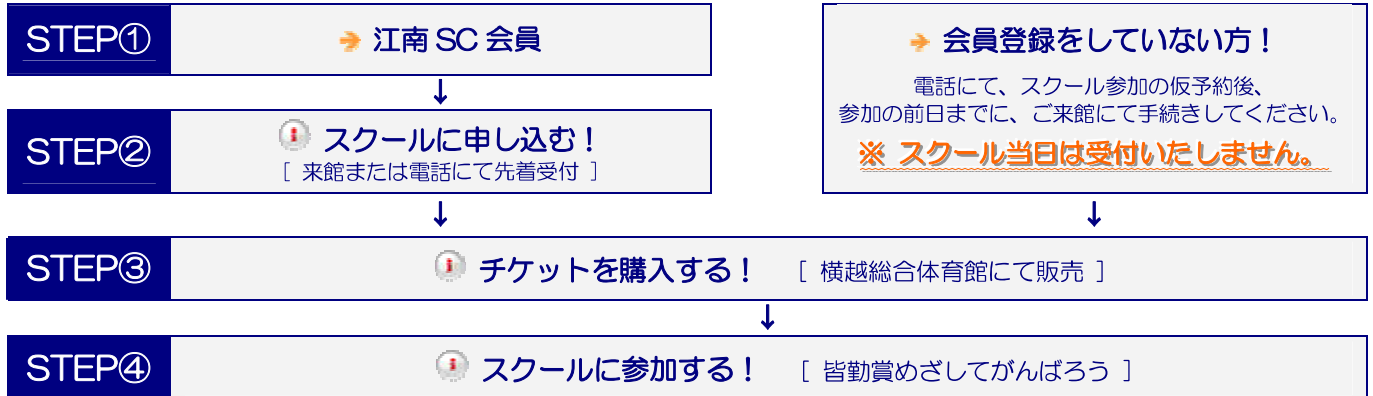 STEP① 江南 SC 会員
↓
STEP② スクールに申し込む！
[ 来館または電話にて先着受付 ]
↓
会員登録をしていない方！
電話にて、スクール参加の仮予約後、
参加の前日までに、ご来館にて手続きしてください。
※ スクール当日は受付いたしません。
↓
STEP③ チケットを購入する！ [ 横越総合体育館にて販売 ]
↓
STEP④ スクールに参加する！ [ 皆勤賞めざしてがんばろう ]